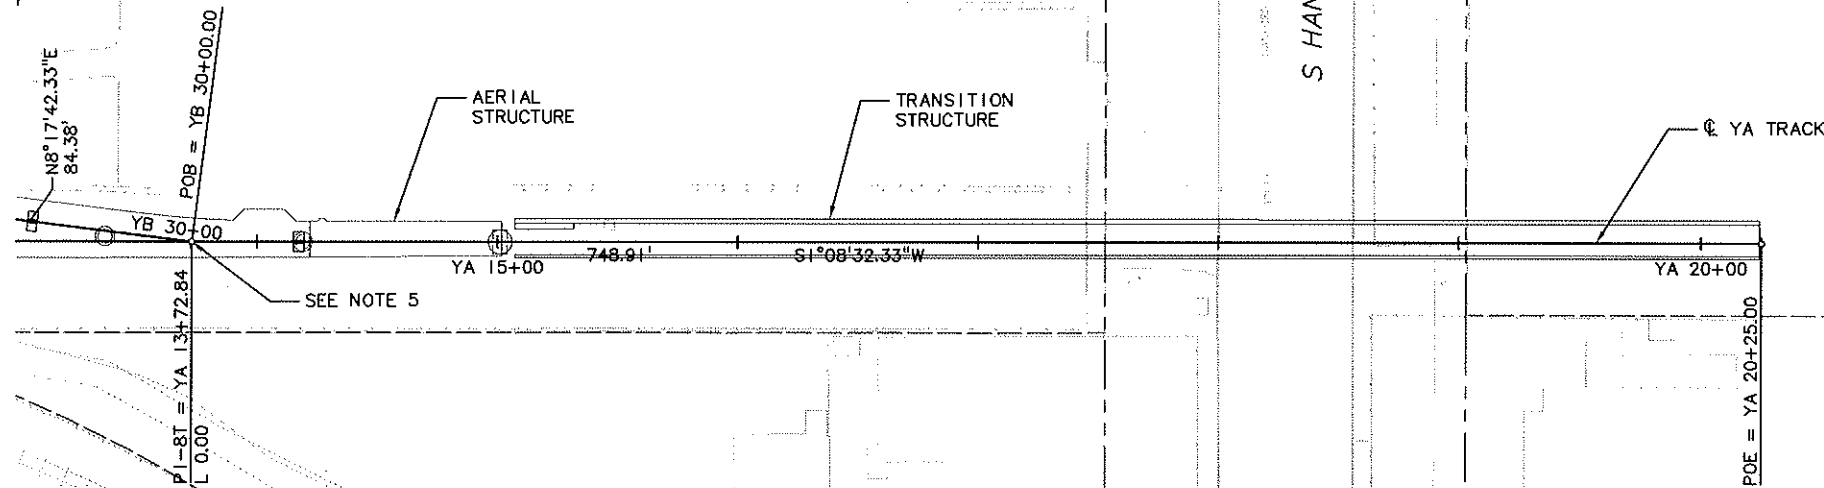 N8°17'42.33"E
84.38'
POB = YB 30+00.00
AERIAL
STRUCTURE
TRANSITION
STRUCTURE
S HAN
℄ YA TRACK
YB 30+00
YA 15+00
748.91'
S1°08'32.33"W
YA 20+00
SEE NOTE 5
PI-8T = YA 13+72.84
L 0.00
POE = YA 20+25.00